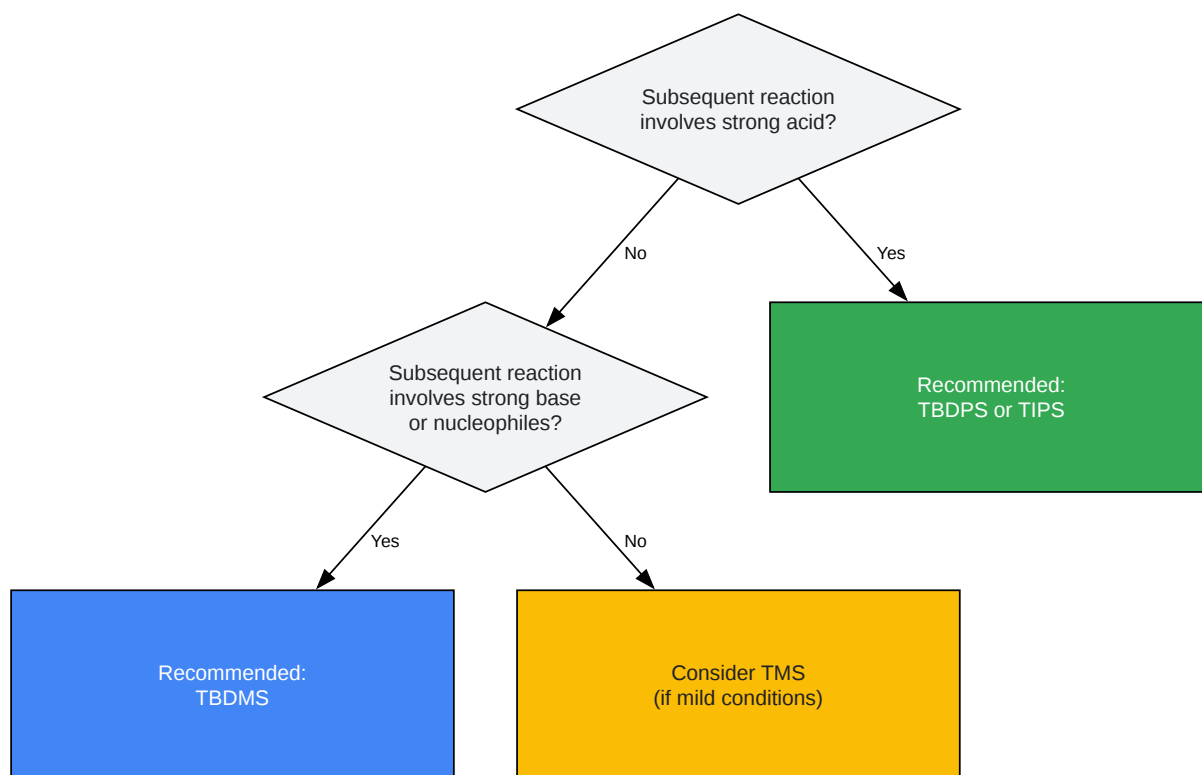 Subsequent reaction
involves strong acid?
No
Yes
Subsequent reaction
involves strong base
or nucleophiles?
Recommended:
TBDPS or TIPS
Yes
No
Recommended:
TBDMS
Consider TMS
(if mild conditions)